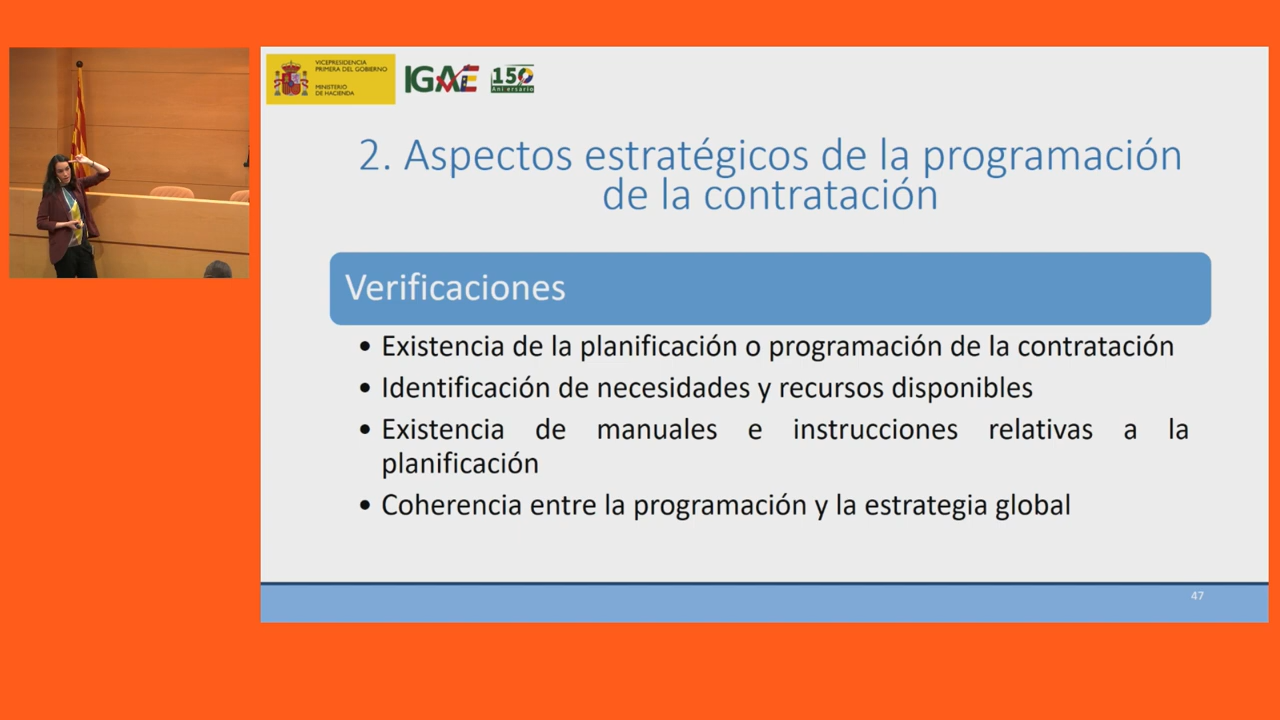 VICEPRESIDENCIA
PRIMERA DEL GOBIERNO
MINISTERIO
DE HACIENDA
IGAE
150
Aniversario
2. Aspectos estratégicos de la programación
de la contratación
Verificaciones
• Existencia de la planificación o programación de la contratación
• Identificación de necesidades y recursos disponibles
• Existencia de manuales e instrucciones relativas a la
planificación
• Coherencia entre la programación y la estrategia global
47